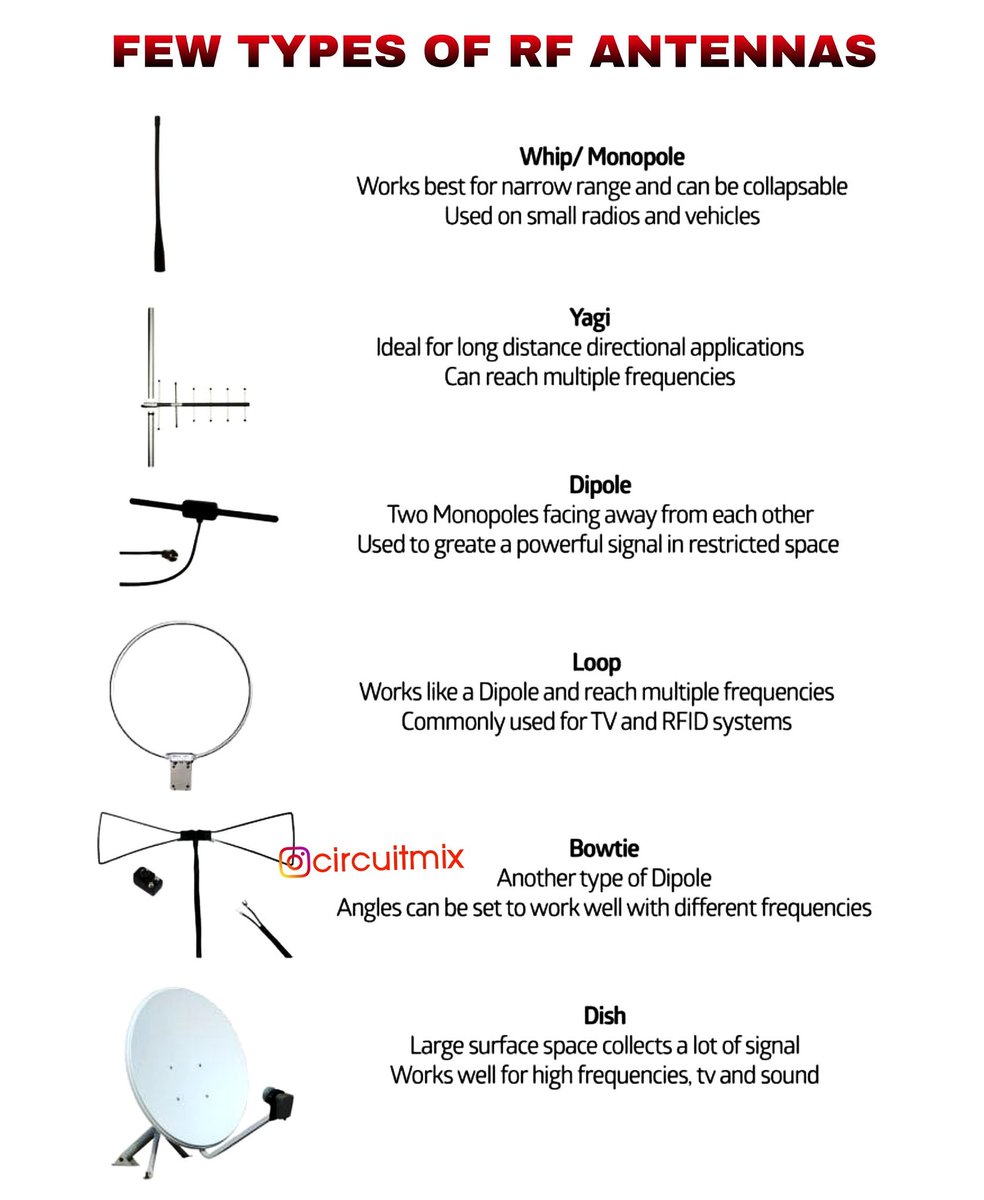 FEW TYPES OF RF ANTENNAS
Whip/ Monopole
Works best for narrow range and can be collapsable
Used on small radios and vehicles
Yagi
Ideal for long distance directional applications
Can reach multiple frequencies
Dipole
Two Monopoles facing away from each other
Used to greate a powerful signal in restricted space
Loop
Works like a Dipole and reach multiple frequencies
Commonly used for TV and RFID systems
circuitmix
Bowtie
Another type of Dipole
Angles can be set to work well with different frequencies
Dish
Large surface space collects a lot of signal
Works well for high frequencies, tv and sound